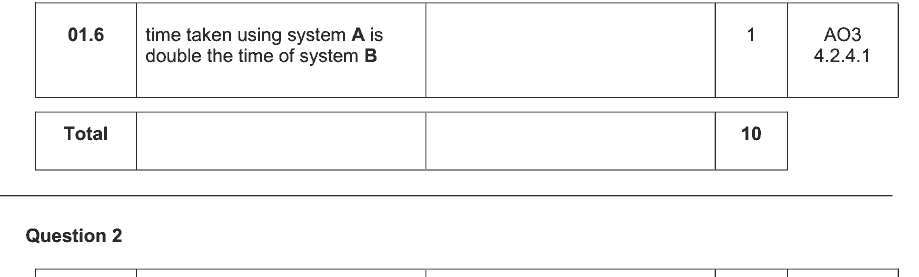 01.6 time taken using system A is 1 AO3
double the time of system B 4.2.4.1
Total 10
Question 2